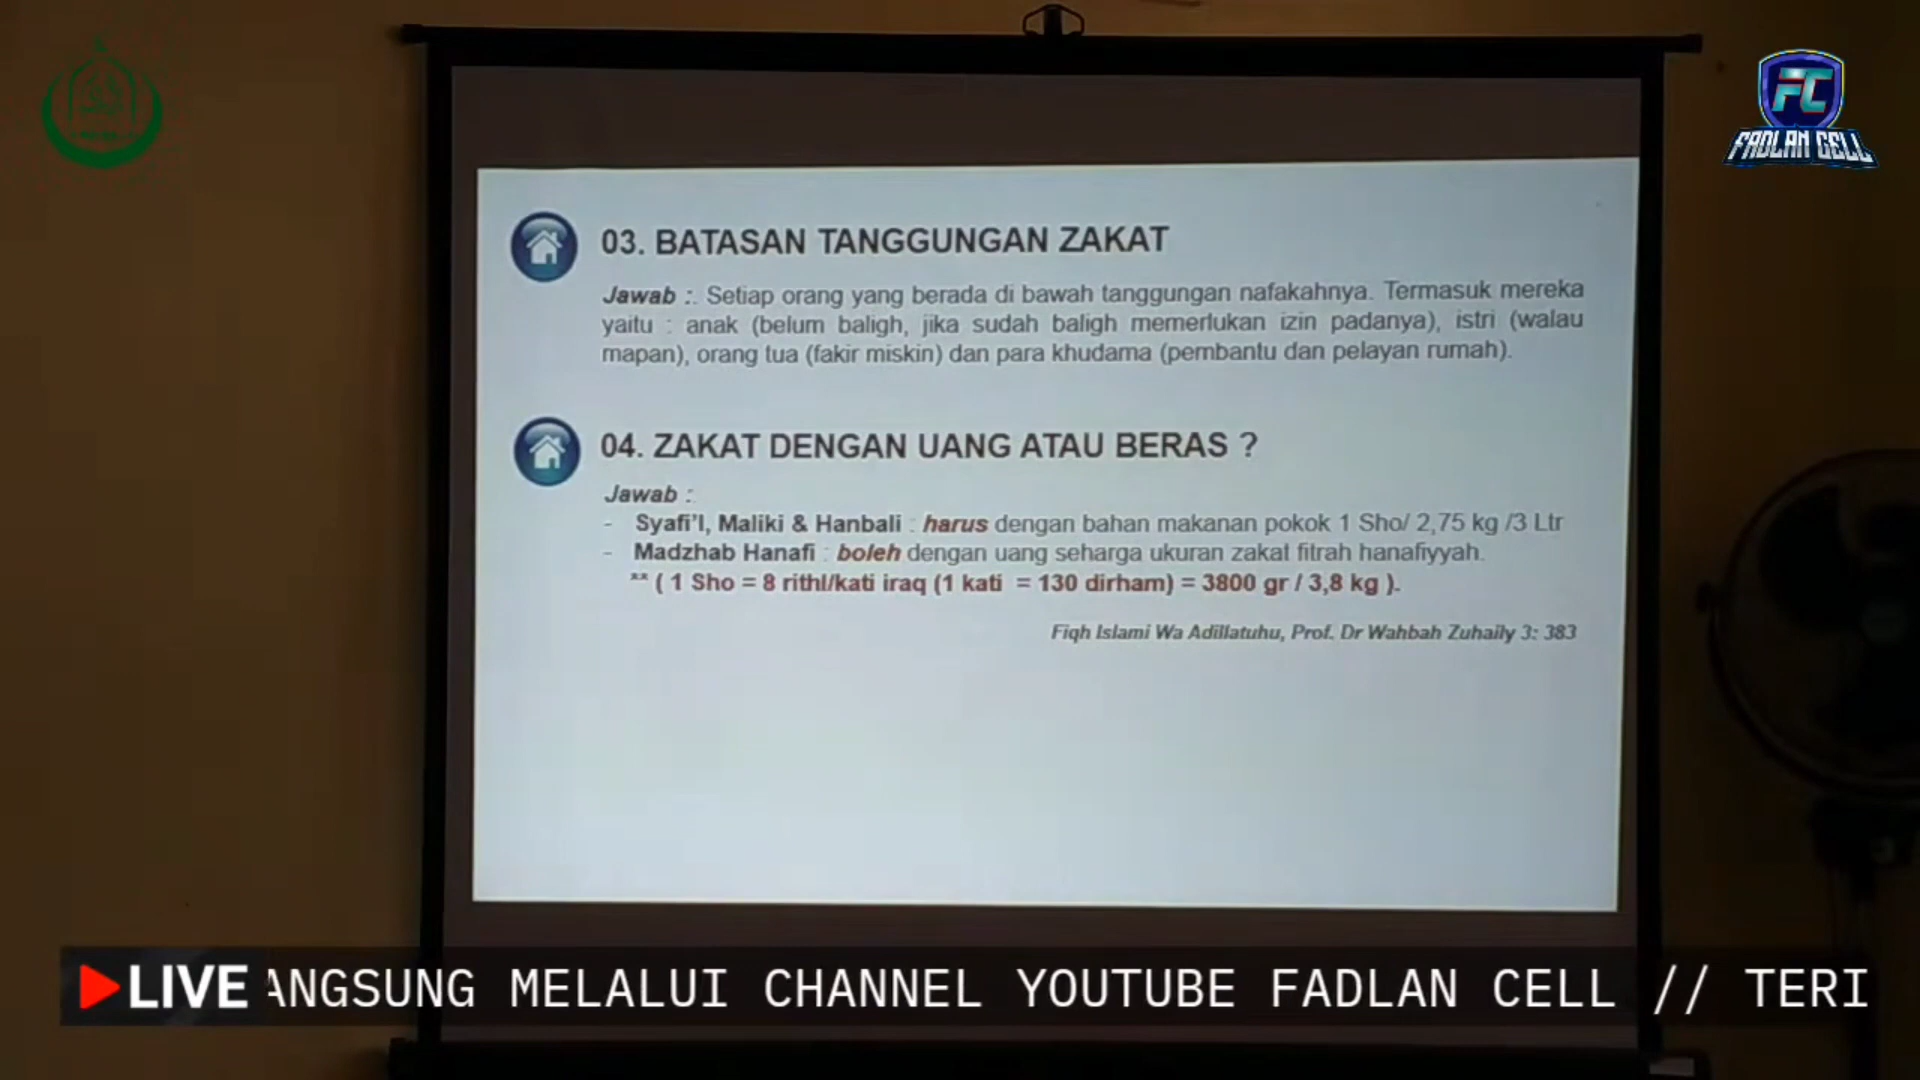 FC
FADLAN CELL
03. BATASAN TANGGUNGAN ZAKAT
Jawab :. Setiap orang yang berada di bawah tanggungan nafakahnya. Termasuk mereka
yaitu : anak (belum baligh, jika sudah baligh memerlukan izin padanya), istri (walau
mapan), orang tua (fakir miskin) dan para khudama (pembantu dan pelayan rumah).
04. ZAKAT DENGAN UANG ATAU BERAS ?
Jawab :
- Syafi'I, Maliki & Hanbali : harus dengan bahan makanan pokok 1 Sho/ 2,75 kg /3 Ltr
- Madzhab Hanafi : boleh dengan uang seharga ukuran zakat fitrah hanafiyyah.
** ( 1 Sho = 8 rithl/kati iraq (1 kati = 130 dirham) = 3800 gr / 3,8 kg ).
Fiqh Islami Wa Adillatuhu, Prof. Dr Wahbah Zuhaily 3: 383
LIVE ANGSUNG MELALUI CHANNEL YOUTUBE FADLAN CELL // TERI